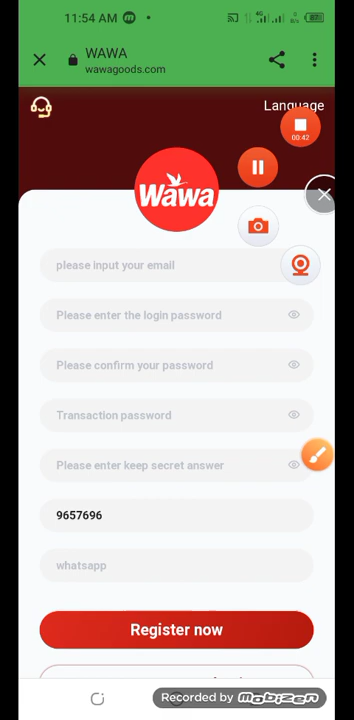 11:54 AM
4G
WAWA
wawagoods.com
Language
00:42
Wawa
please input your email
Please enter the login password
Please confirm your password
Transaction password
Please enter keep secret answer
9657696
whatsapp
Register now
Recorded by mobizen